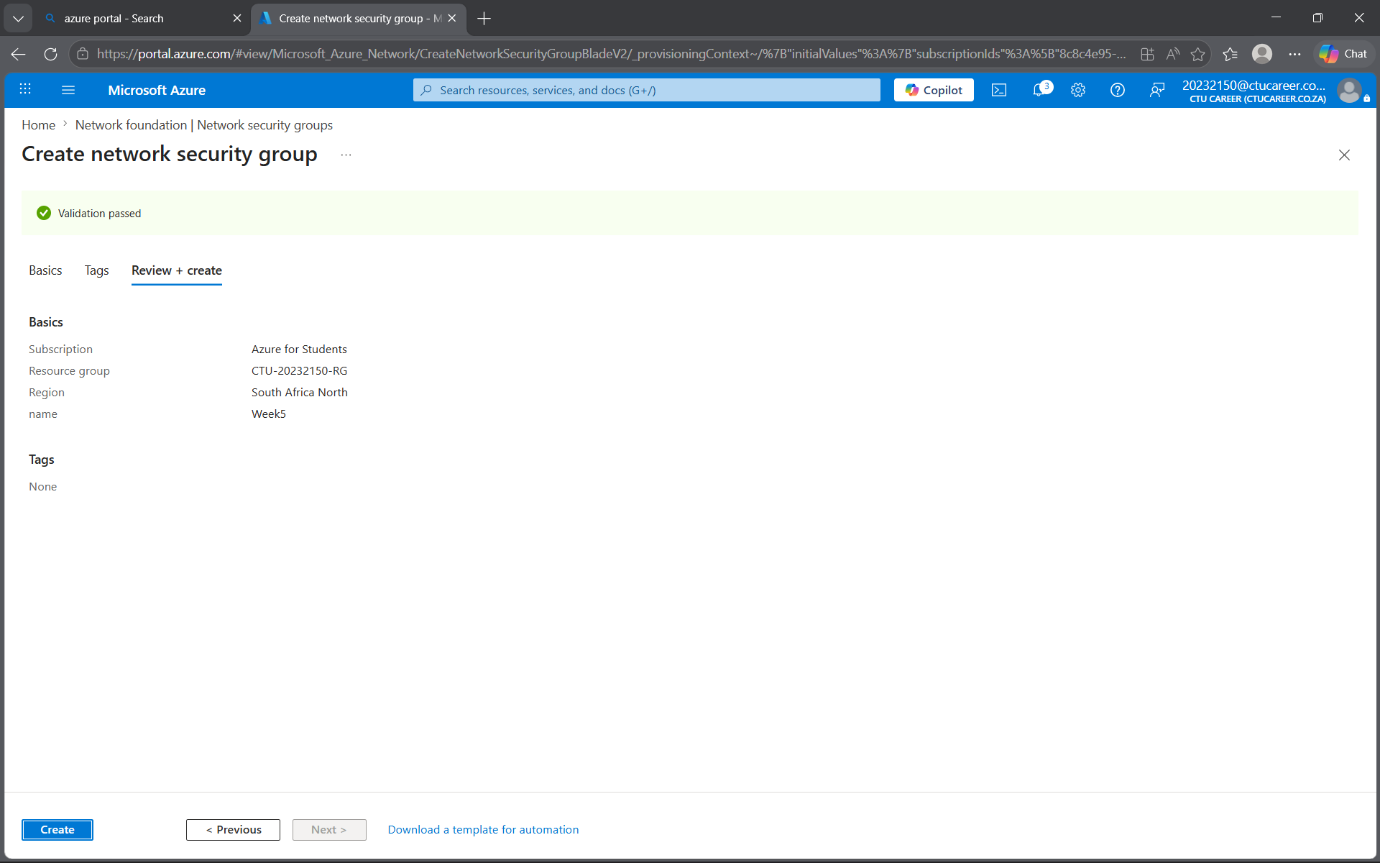 azure portal - Search
Create network security group - M
https://portal.azure.com/#view/Microsoft_Azure_Network/CreateNetworkSecurityGroupBladeV2/_provisioningContext~/%7B"initialValues"%3A%7B"subscriptionIds"%3A%5B"8c8c4e95-...
Chat
Microsoft Azure
Search resources, services, and docs (G+/)
Copilot
3
20232150@ctucareer.co...
CTU CAREER (CTUCAREER.CO.ZA)
Home > Network foundation | Network security groups
Create network security group ...
Validation passed
Basics Tags Review + create
Basics
Subscription Azure for Students
Resource group CTU-20232150-RG
Region South Africa North
name Week5
Tags
None
Create < Previous Next > Download a template for automation